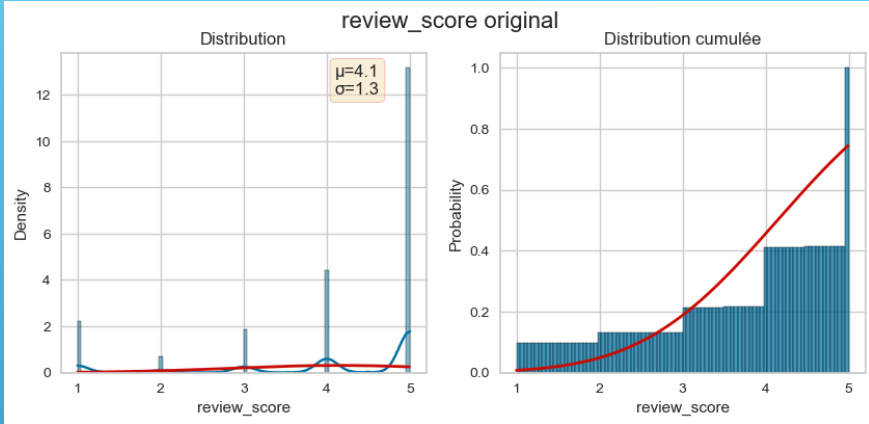 review_score original
Distribution
μ=4.1
σ=1.3
12
10
8
6
4
2
0
Density
1 2 3 4 5
review_score
Distribution cumulée
1.0
0.8
0.6
0.4
0.2
0.0
Probability
1 2 3 4 5
review_score